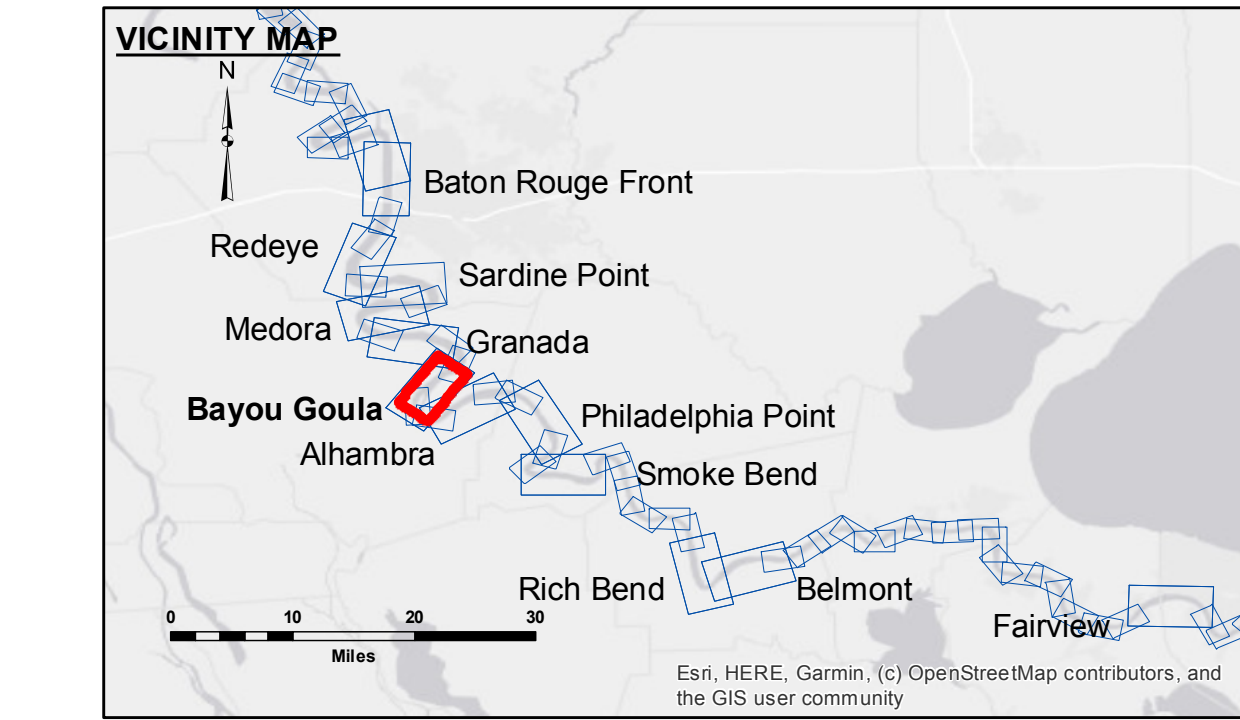 VICINITY MAP
N
Baton Rouge Front
Redeye
Sardine Point
Medora
Granada
Bayou Goula
Philadelphia Point
Alhambra
Smoke Bend
Rich Bend
Belmont
Fairview
0 10 20 30
Miles
Esri, HERE, Garmin, (c) OpenStreetMap contributors, and
the GIS user community